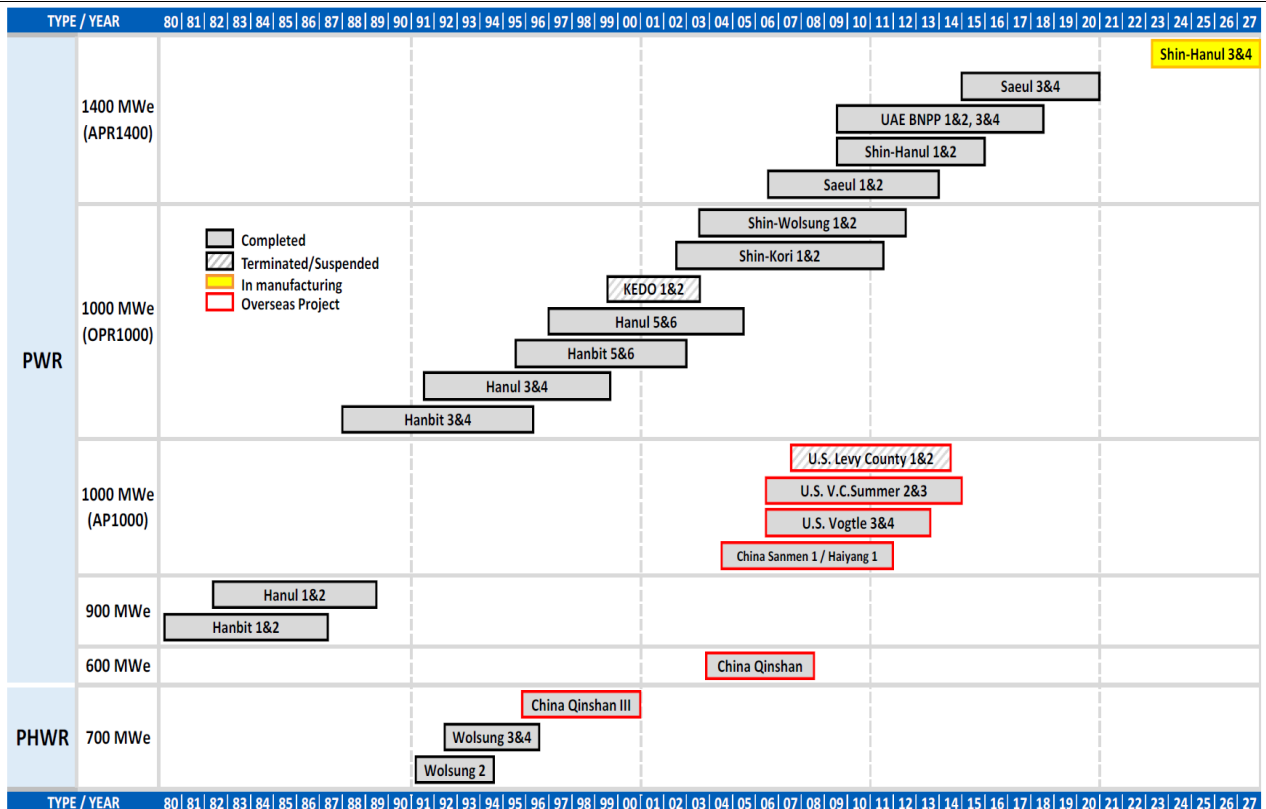 TYPE / YEAR 80|81|82|83|84|85|86|87|88|89|90|91|92|93|94|95|96|97|98|99|00|01|02|03|04|05|06|07|08|09|10|11|12|13|14|15|16|17|18|19|20|21|22|23|24|25|26|27
Shin-Hanul 3&4
Saeul 3&4
1400 MWe
(APR1400)
UAE BNPP 1&2, 3&4
Shin-Hanul 1&2
Saeul 1&2
Shin-Wolsung 1&2
Completed
Shin-Kori 1&2
Terminated/Suspended
In manufacturing
KEDO 1&2
Overseas Project
1000 MWe
(OPR1000)
Hanul 5&6
PWR
Hanbit 5&6
Hanul 3&4
Hanbit 3&4
U.S. Levy County 1&2
1000 MWe
(AP1000)
U.S. V.C.Summer 2&3
U.S. Vogtle 3&4
China Sanmen 1 / Haiyang 1
900 MWe
Hanul 1&2
Hanbit 1&2
600 MWe
China Qinshan
China Qinshan III
PHWR
700 MWe
Wolsung 3&4
Wolsung 2
TYPE / YEAR 80|81|82|83|84|85|86|87|88|89|90|91|92|93|94|95|96|97|98|99|00|01|02|03|04|05|06|07|08|09|10|11|12|13|14|15|16|17|18|19|20|21|22|23|24|25|26|27